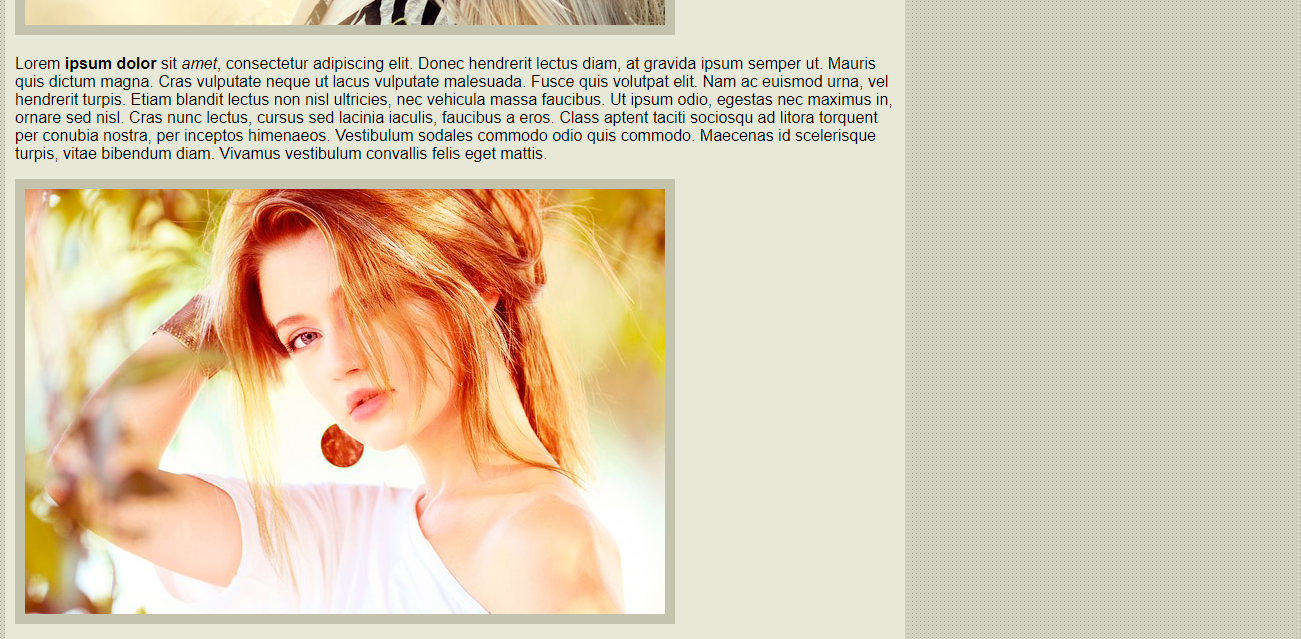 Lorem ipsum dolor sit amet, consectetur adipiscing elit. Donec hendrerit lectus diam, at gravida ipsum semper ut. Mauris
quis dictum magna. Cras vulputate neque ut lacus vulputate malesuada. Fusce quis volutpat elit. Nam ac euismod urna, vel
hendrerit turpis. Etiam blandit lectus non nisl ultricies, nec vehicula massa faucibus. Ut ipsum odio, egestas nec maximus in,
ornare sed nisl. Cras nunc lectus, cursus sed lacinia iaculis, faucibus a eros. Class aptent taciti sociosqu ad litora torquent
per conubia nostra, per inceptos himenaeos. Vestibulum sodales commodo odio quis commodo. Maecenas id scelerisque
turpis, vitae bibendum diam. Vivamus vestibulum convallis felis eget mattis.